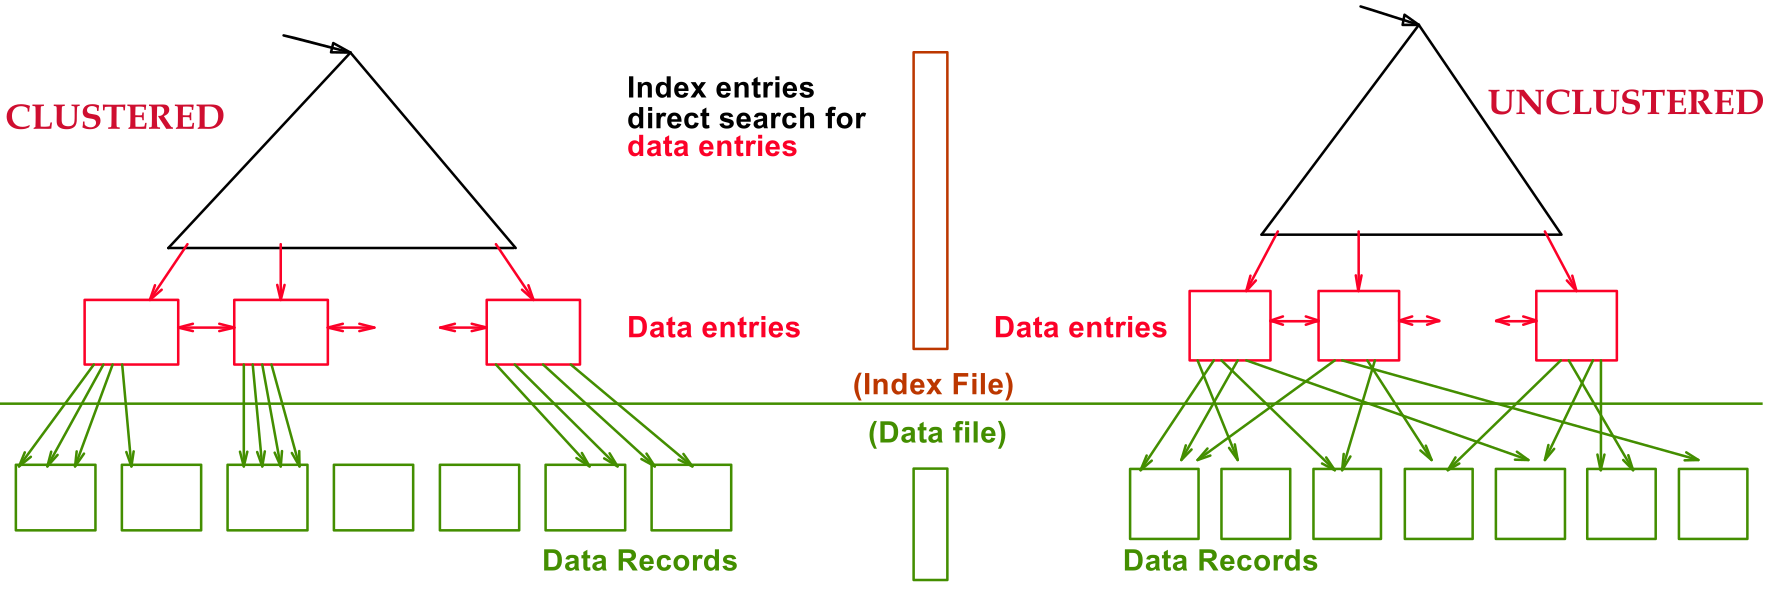 CLUSTERED
Index entries
direct search for
data entries
UNCLUSTERED
Data entries
Data entries
(Index File)
(Data file)
Data Records
Data Records